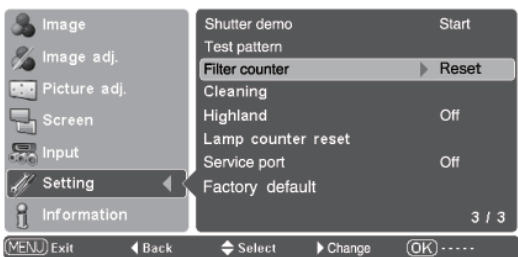 Image
Image adj.
Picture adj.
Screen
Input
Setting
Information
Shutter demo Start
Test pattern
Filter counter Reset
Cleaning
Highland Off
Lamp counter reset
Service port Off
Factory default
3 / 3
MENU Exit Back Select Change OK -----